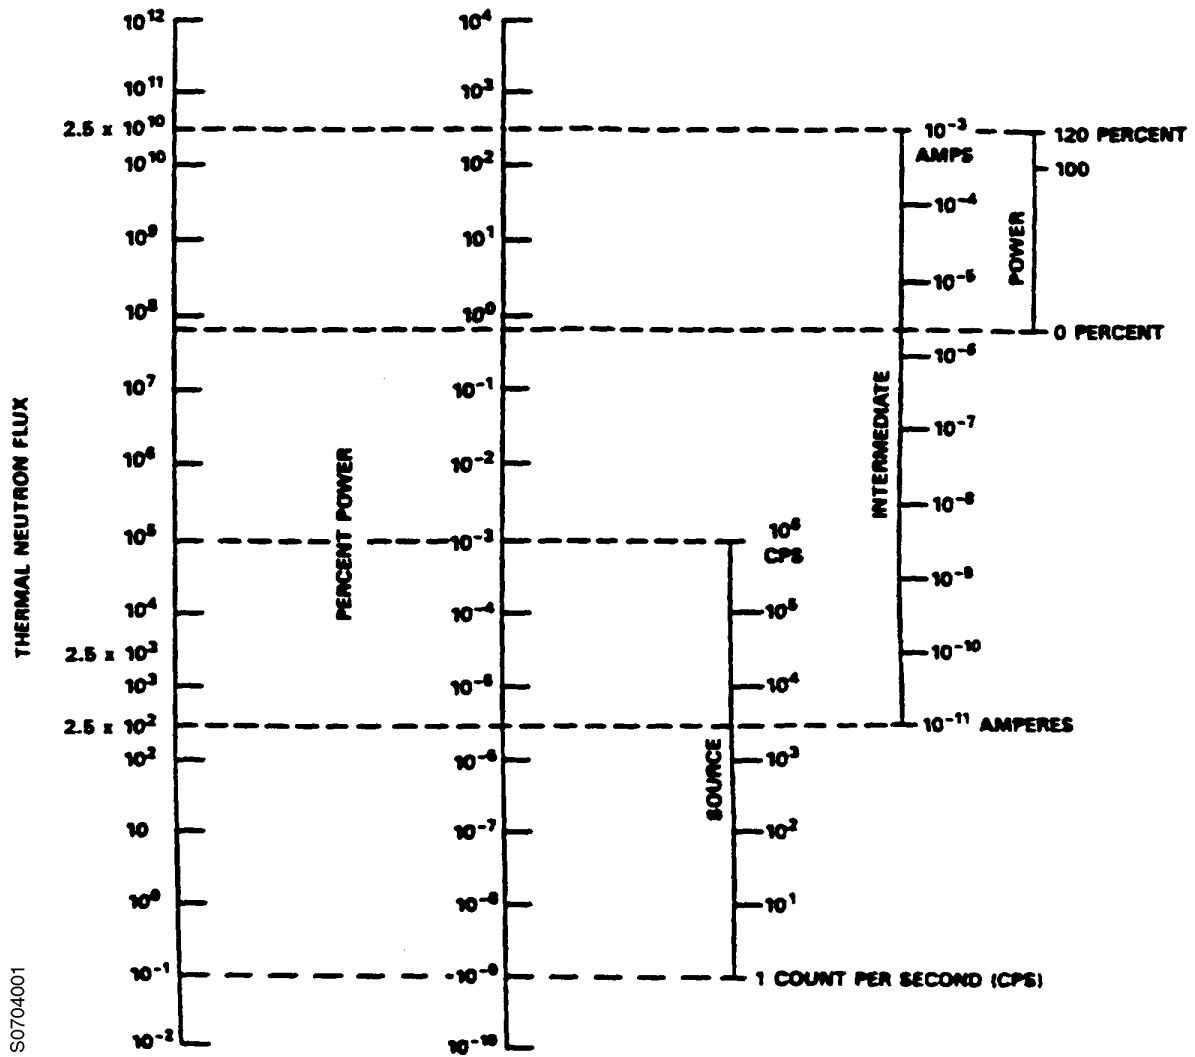 10¹² 10⁴
10¹¹ 10³
2.5 x 10¹⁰ 10⁻³ 120 PERCENT
AMPS
10¹⁰ 10² 100
10⁻⁴
10⁹ 10¹
POWER
10⁻⁵
10⁸ 10⁰
0 PERCENT
10⁻⁶
10⁷ 10⁻¹
INTERMEDIATE
10⁻⁷
THERMAL NEUTRON FLUX
10⁶ 10⁻²
PERCENT POWER
10⁻⁸
10⁵ 10⁻³ 10⁶
CPS
10⁻⁹
10⁴ 10⁻⁴ 10⁵
2.5 x 10³ 10⁻¹⁰
10³ 10⁻⁵ 10⁴
2.5 x 10² 10⁻¹¹ AMPERES
10² 10⁻⁶ 10³
SOURCE
10 10⁻⁷ 10²
10⁰ 10⁻⁸ 10¹
10⁻¹ 10⁻⁹ 1 COUNT PER SECOND (CPS)
10⁻² 10⁻¹⁰
S0704001